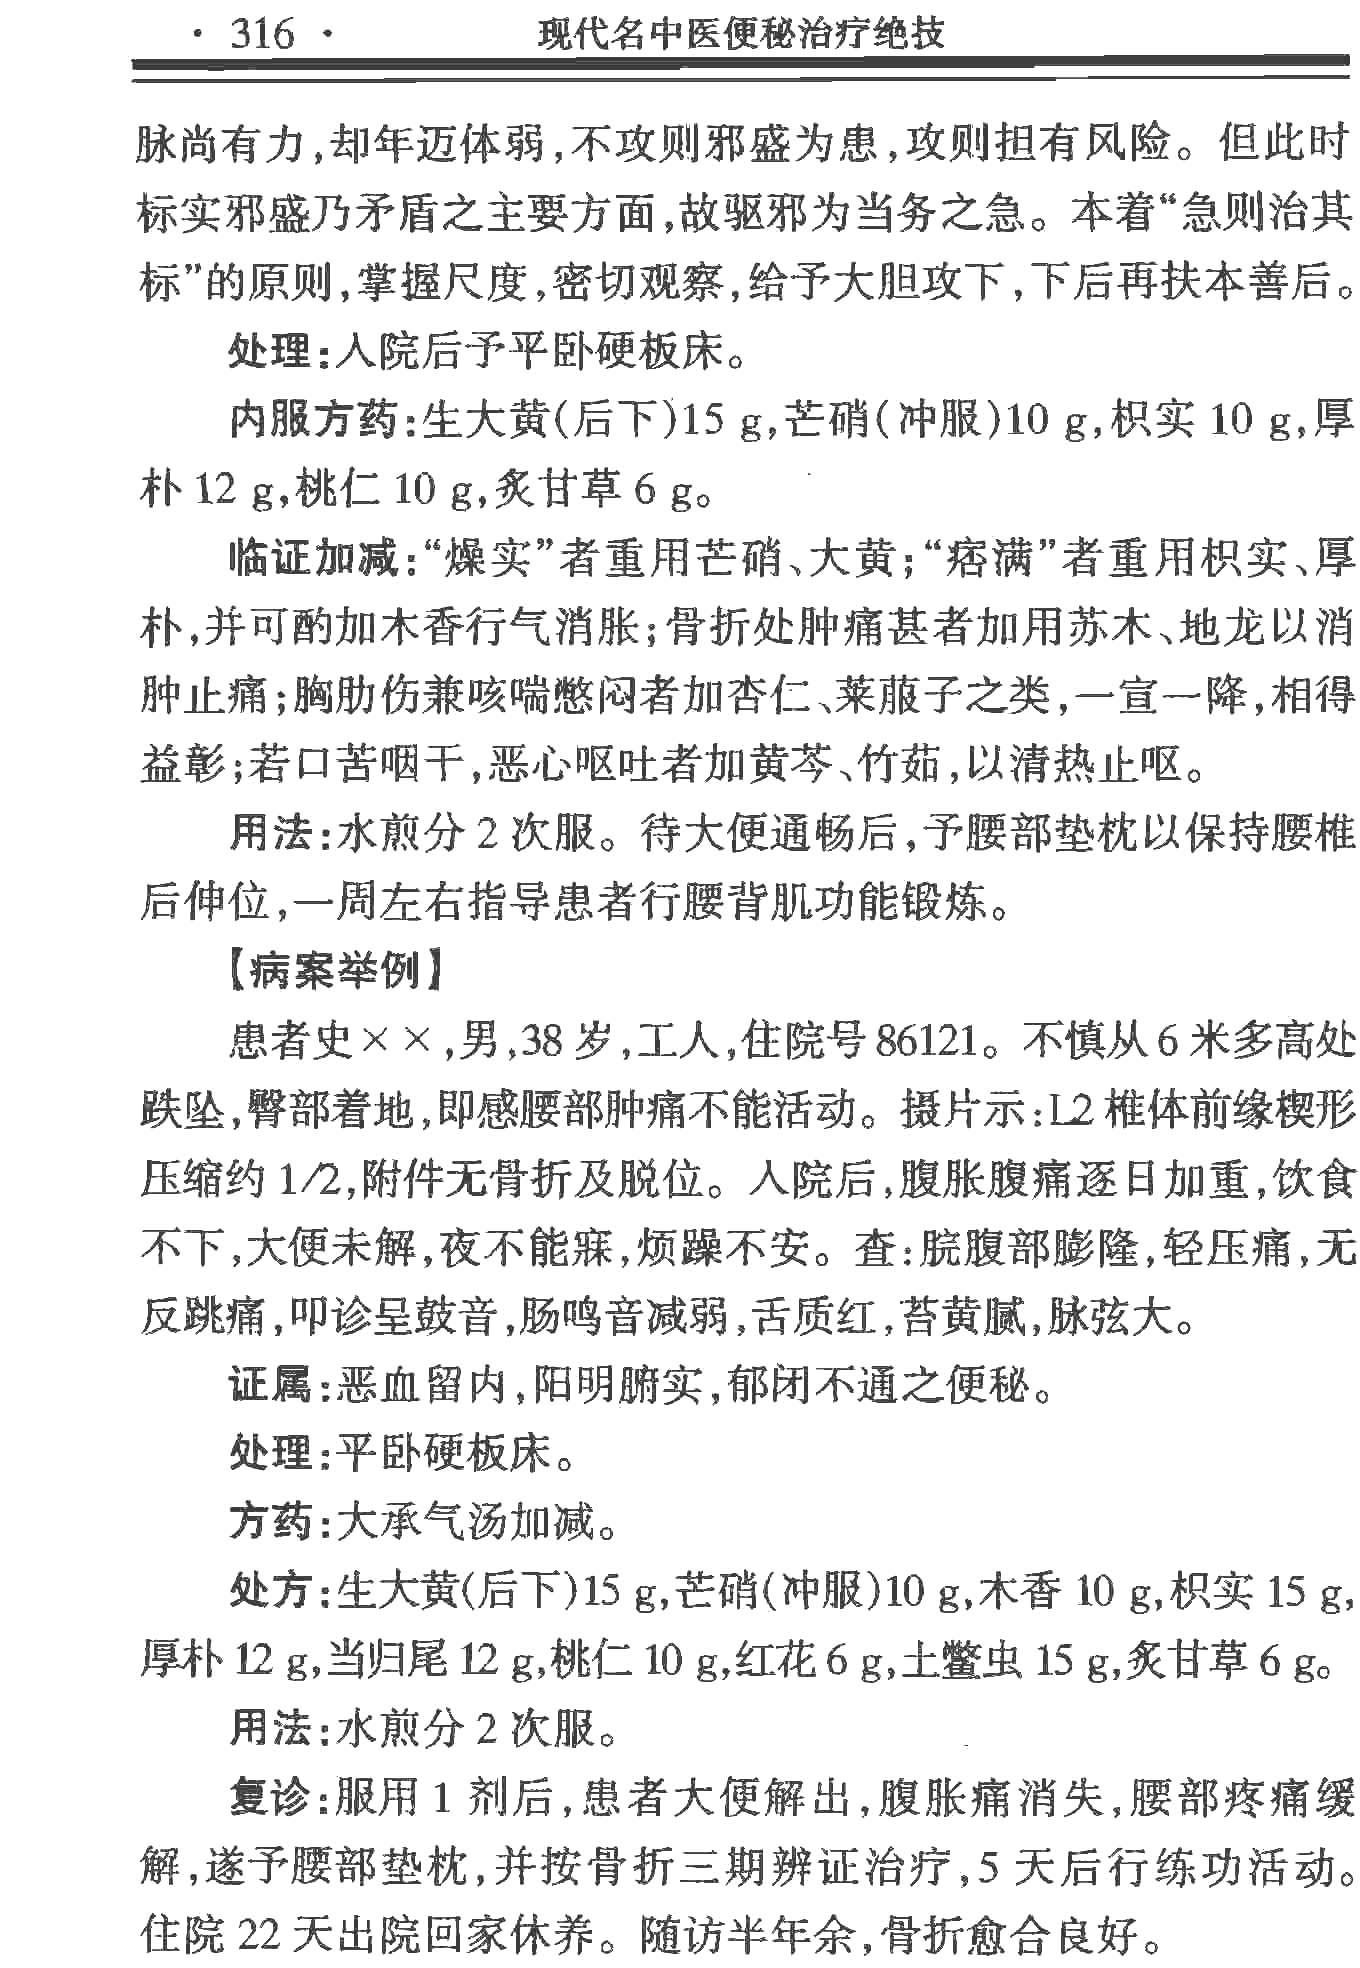 · 316 · 现代名中医便秘治疗绝技
脉尚有力,却年迈体弱,不攻则邪盛为患,攻则担有风险。但此时
标实邪盛乃矛盾之主要方面,故驱邪为当务之急。本着“急则治其
标”的原则,掌握尺度,密切观察,给予大胆攻下,下后再扶本善后。
处理:入院后予平卧硬板床。
内服方药:生大黄(后下)15 g,芒硝(冲服)10 g,枳实 10 g,厚
朴 12 g,桃仁 10 g,炙甘草 6 g。
临证加减:“燥实”者重用芒硝、大黄;“痞满”者重用枳实、厚
朴,并可酌加木香行气消胀;骨折处肿痛甚者加用苏木、地龙以消
肿止痛;胸肋伤兼咳喘憋闷者加杏仁、莱菔子之类,一宣一降,相得
益彰;若口苦咽干,恶心呕吐者加黄芩、竹茹,以清热止呕。
用法:水煎分 2 次服。待大便通畅后,予腰部垫枕以保持腰椎
后伸位,一周左右指导患者行腰背肌功能锻炼。
【病案举例】
患者史××,男,38 岁,工人,住院号 86121。不慎从 6 米多高处
跌坠,臀部着地,即感腰部肿痛不能活动。摄片示:L2 椎体前缘楔形
压缩约 1/2,附件无骨折及脱位。入院后,腹胀腹痛逐日加重,饮食
不下,大便未解,夜不能寐,烦躁不安。查:脘腹部膨隆,轻压痛,无
反跳痛,叩诊呈鼓音,肠鸣音减弱,舌质红,苔黄腻,脉弦大。
证属:恶血留内,阳明腑实,郁闭不通之便秘。
处理:平卧硬板床。
方药:大承气汤加减。
处方:生大黄(后下)15 g,芒硝(冲服)10 g,木香 10 g,枳实 15 g,
厚朴 12 g,当归尾 12 g,桃仁 10 g,红花 6 g,土鳖虫 15 g,炙甘草 6 g。
用法:水煎分 2 次服。
复诊:服用 1 剂后,患者大便解出,腹胀痛消失,腰部疼痛缓
解,遂予腰部垫枕,并按骨折三期辨证治疗,5 天后行练功活动。
住院 22 天出院回家休养。随访半年余,骨折愈合良好。